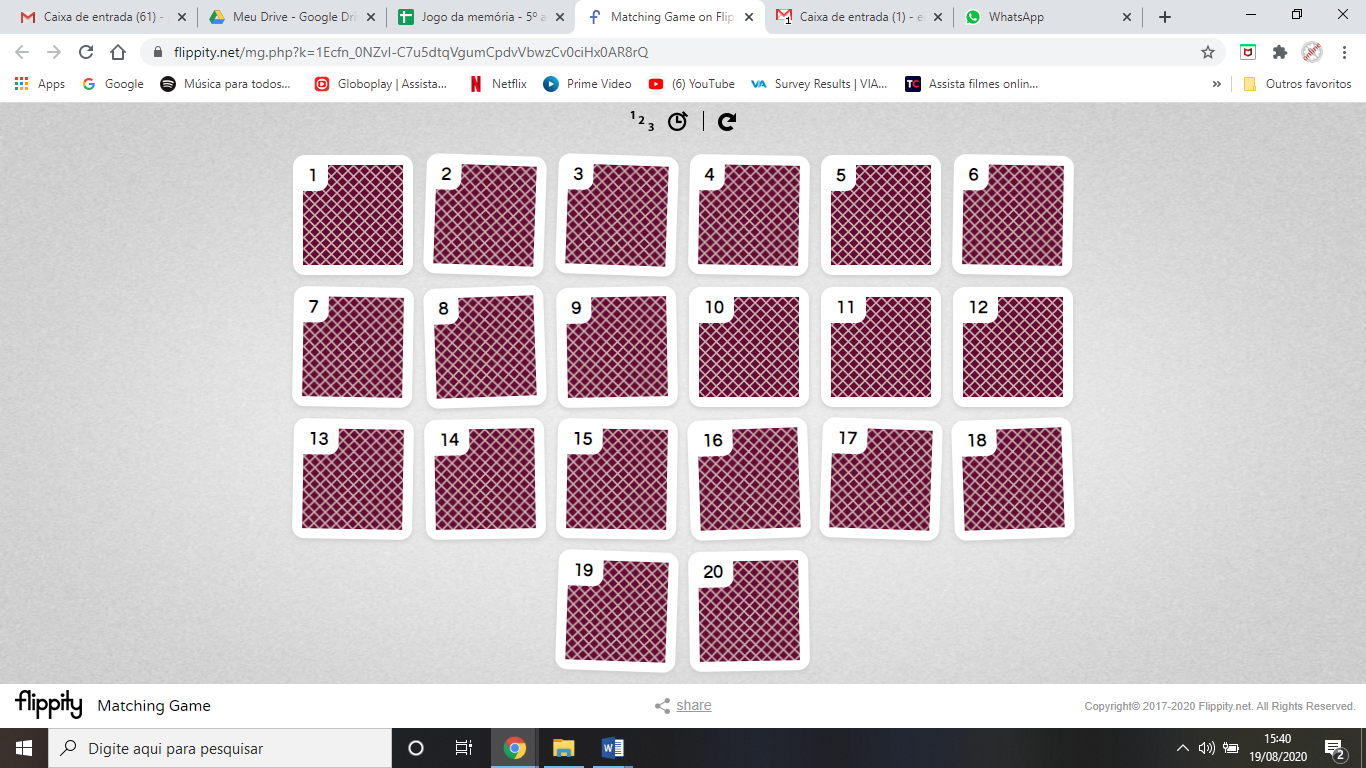 Caixa de entrada (61) - 
Meu Drive - Google Dri
Jogo da memória - 5º a
Matching Game on Flip
Caixa de entrada (1) - e
WhatsApp
flippity.net/mg.php?k=1Ecfn_0NZvI-C7u5dtqVgumCpdvVbwzCv0ciHx0AR8rQ
Apps
Google
Música para todos...
Globoplay | Assista...
Netflix
Prime Video
(6) YouTube
Survey Results | VIA...
Assista filmes onlin...
»
Outros favoritos
1 2 3
1 2 3 4 5 6
7 8 9 10 11 12
13 14 15 16 17 18
19 20
flippity Matching Game
share
Copyright© 2017-2020 Flippity.net. All Rights Reserved.
Digite aqui para pesquisar
15:40
19/08/2020
2